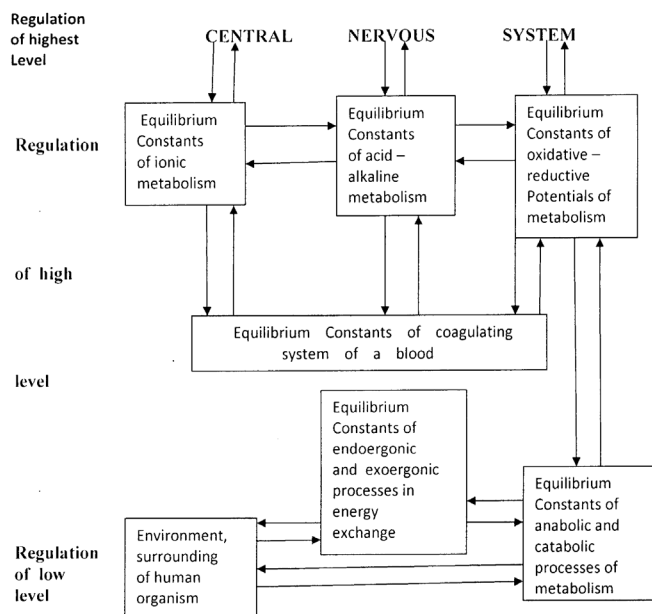 Regulation
of highest
Level
CENTRAL NERVOUS SYSTEM
Regulation
Equilibrium
Constants
of ionic
metabolism
Equilibrium
Constants
of acid –
alkaline
metabolism
Equilibrium
Constants of
oxidative –
reductive
Potentials of
metabolism
of high
Equilibrium Constants of coagulating
system of a blood
level
Equilibrium
Constants of
endoergonic
and exoergonic
processes in
energy
exchange
Equilibrium
Constants of
anabolic and
catabolic
processes of
metabolism
Regulation
of low
level
Environment,
surrounding
of human
organism